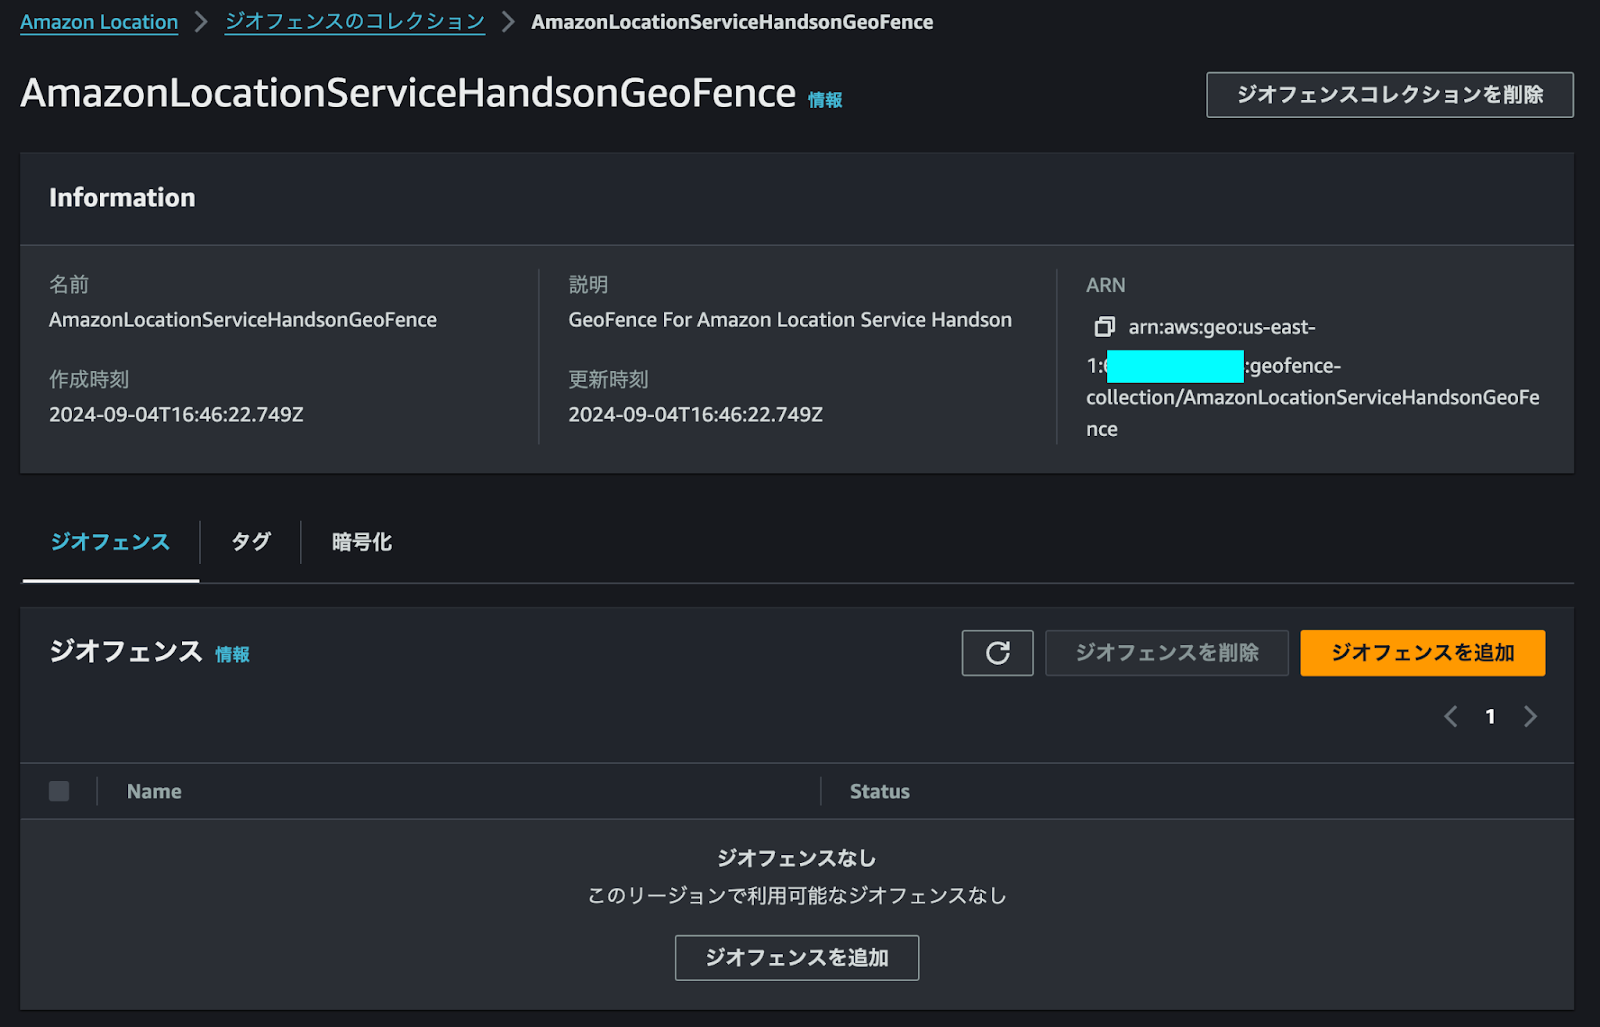 Amazon Location > ジオフェンスのコレクション > AmazonLocationServiceHandsonGeoFence
AmazonLocationServiceHandsonGeoFence 情報
ジオフェンスコレクションを削除
Information
名前
AmazonLocationServiceHandsonGeoFence
作成時刻
2024-09-04T16:46:22.749Z
説明
GeoFence For Amazon Location Service Handson
更新時刻
2024-09-04T16:46:22.749Z
ARN
arn:aws:geo:us-east-
1: :geofence-
collection/AmazonLocationServiceHandsonGeoFe
nce
ジオフェンス
タグ
暗号化
ジオフェンス 情報
ジオフェンスを削除
ジオフェンスを追加
1
Name
Status
ジオフェンスなし
このリージョンで利用可能なジオフェンスなし
ジオフェンスを追加